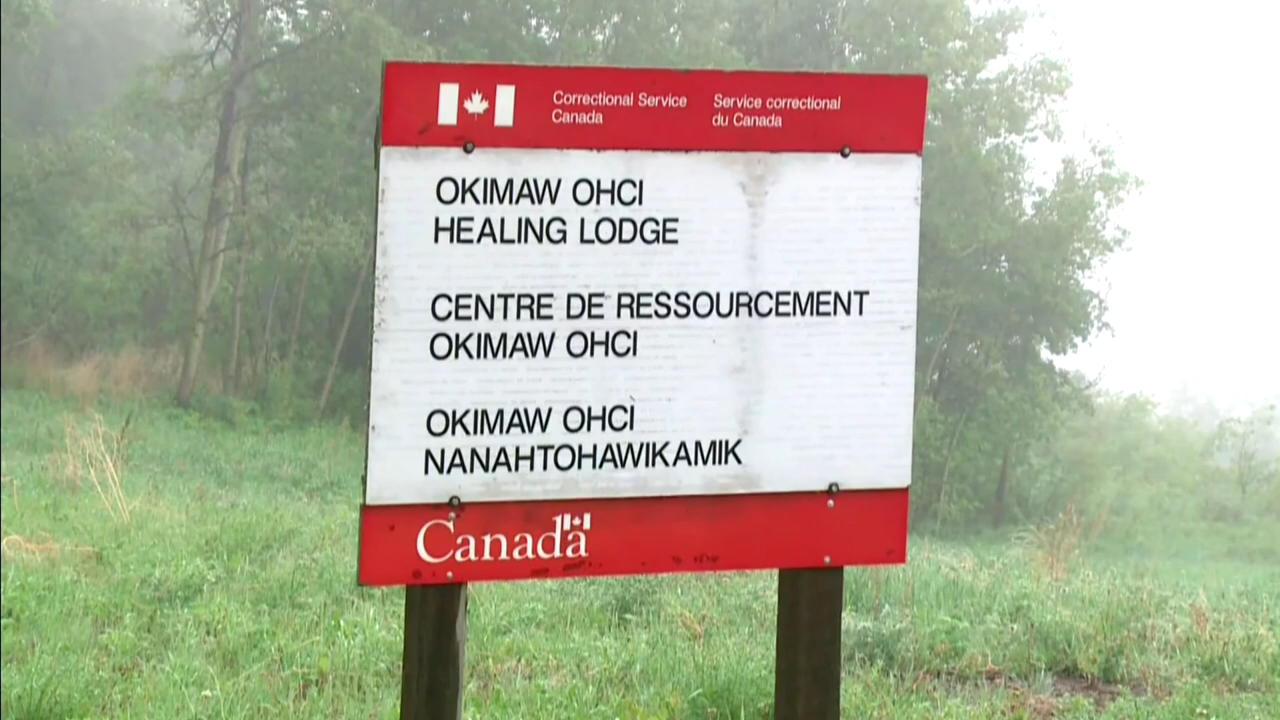 Correctional Service
Canada
Service correctional
du Canada
OKIMAW OHCI
HEALING LODGE
CENTRE DE RESSOURCEMENT
OKIMAW OHCI
OKIMAW OHCI
NANAHTOHAWIKAMIK
Canada